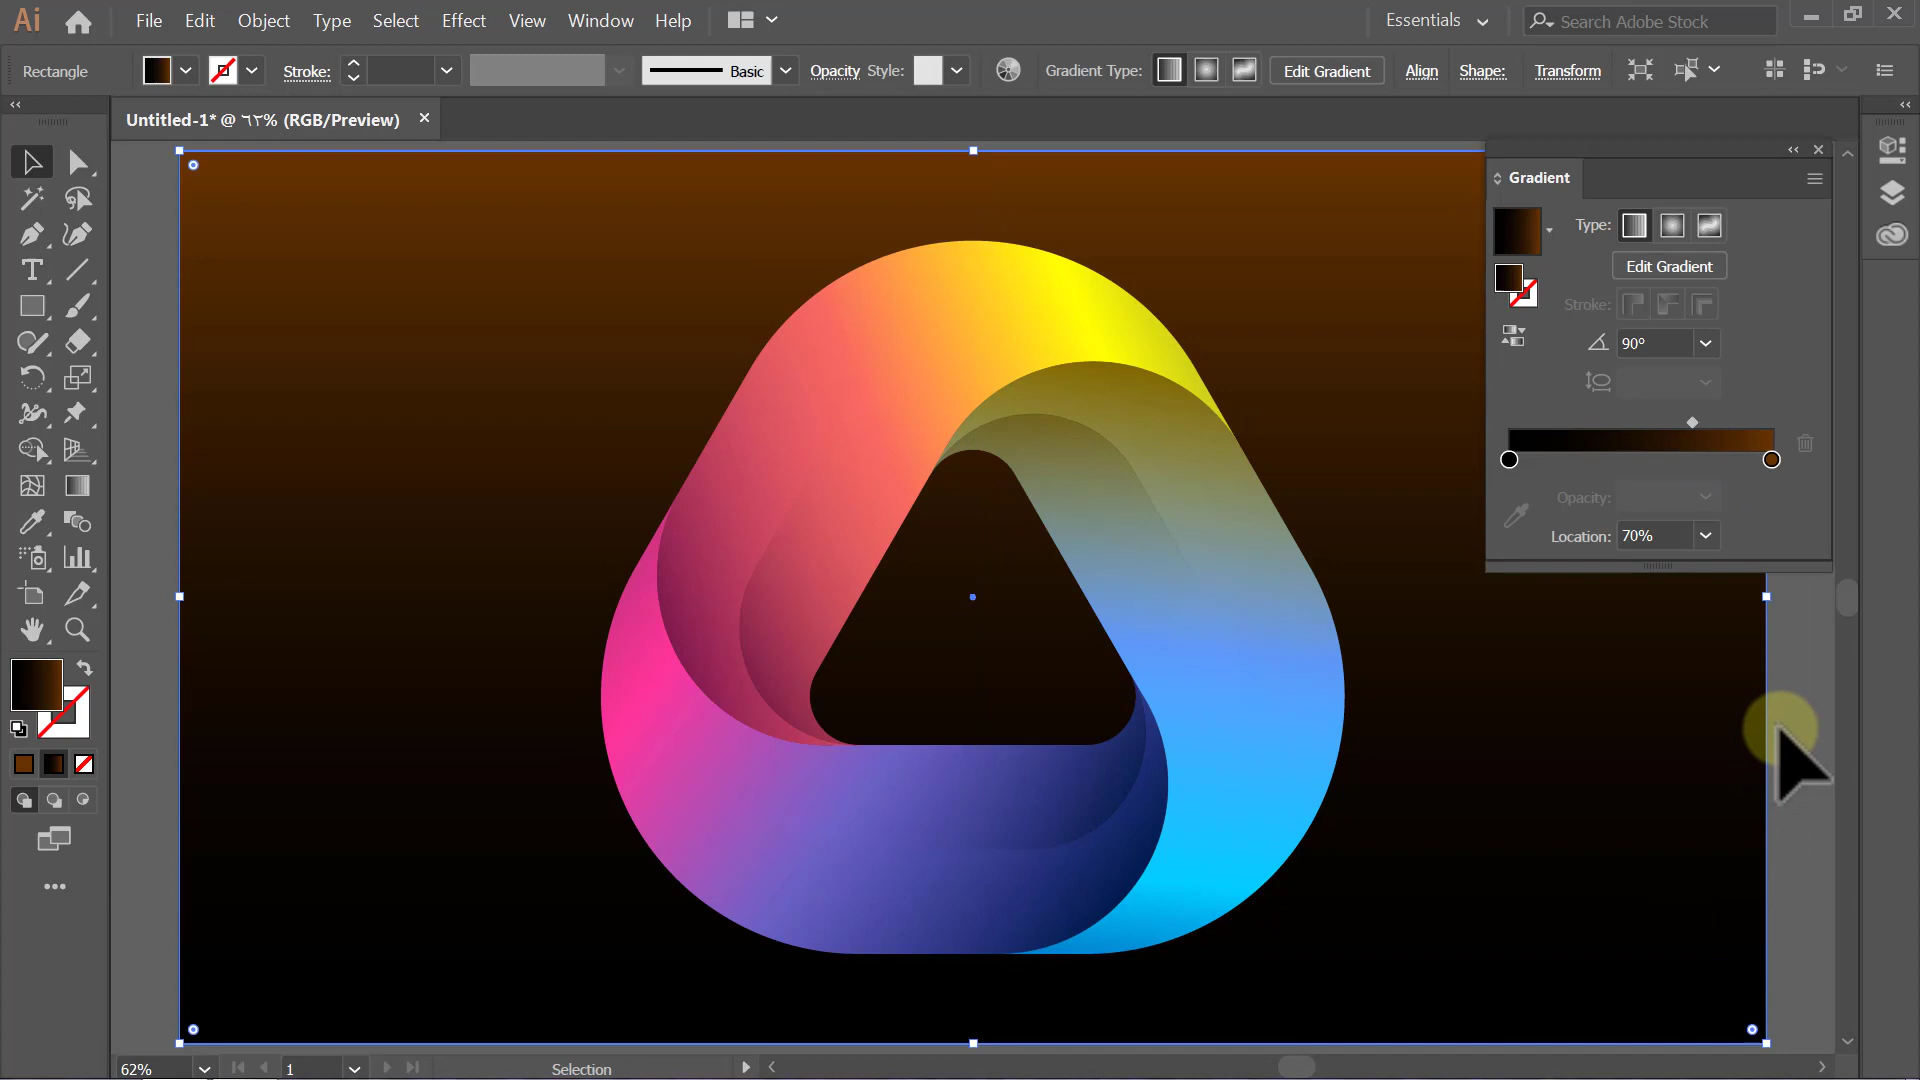 Ai File Edit Object Type Select Effect View Window Help Essentials Search Adobe Stock
Rectangle Stroke: Basic Opacity Style: Gradient Type: Edit Gradient Align Shape: Transform
Untitled-1* @ ٦٢% (RGB/Preview)
Gradient
Type:
Edit Gradient
Stroke:
90°
Opacity:
Location: 70%
62% 1 Selection